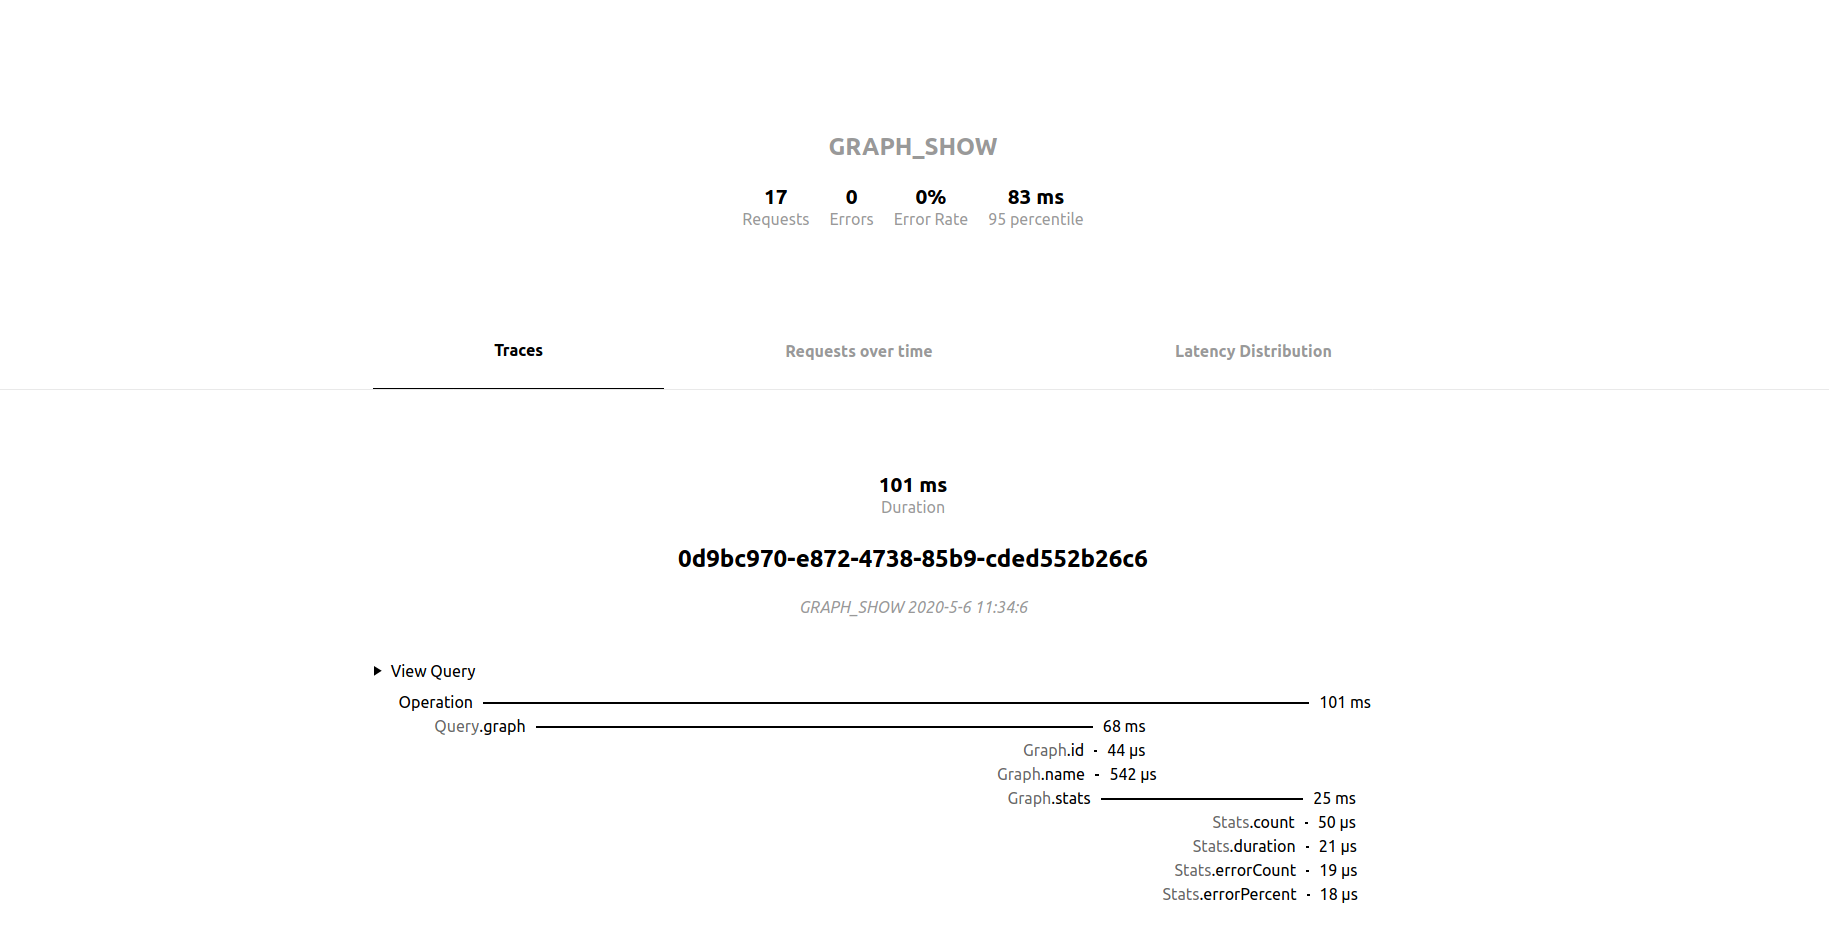 GRAPH_SHOW
17 0 0% 83 ms
Requests Errors Error Rate 95 percentile
Traces Requests over time Latency Distribution
101 ms
Duration
0d9bc970-e872-4738-85b9-cded552b26c6
GRAPH_SHOW 2020-5-6 11:34:6
View Query
Operation 101 ms
Query.graph 68 ms
Graph.id 44 μs
Graph.name 542 μs
Graph.stats 25 ms
Stats.count 50 μs
Stats.duration 21 μs
Stats.errorCount 19 μs
Stats.errorPercent 18 μs